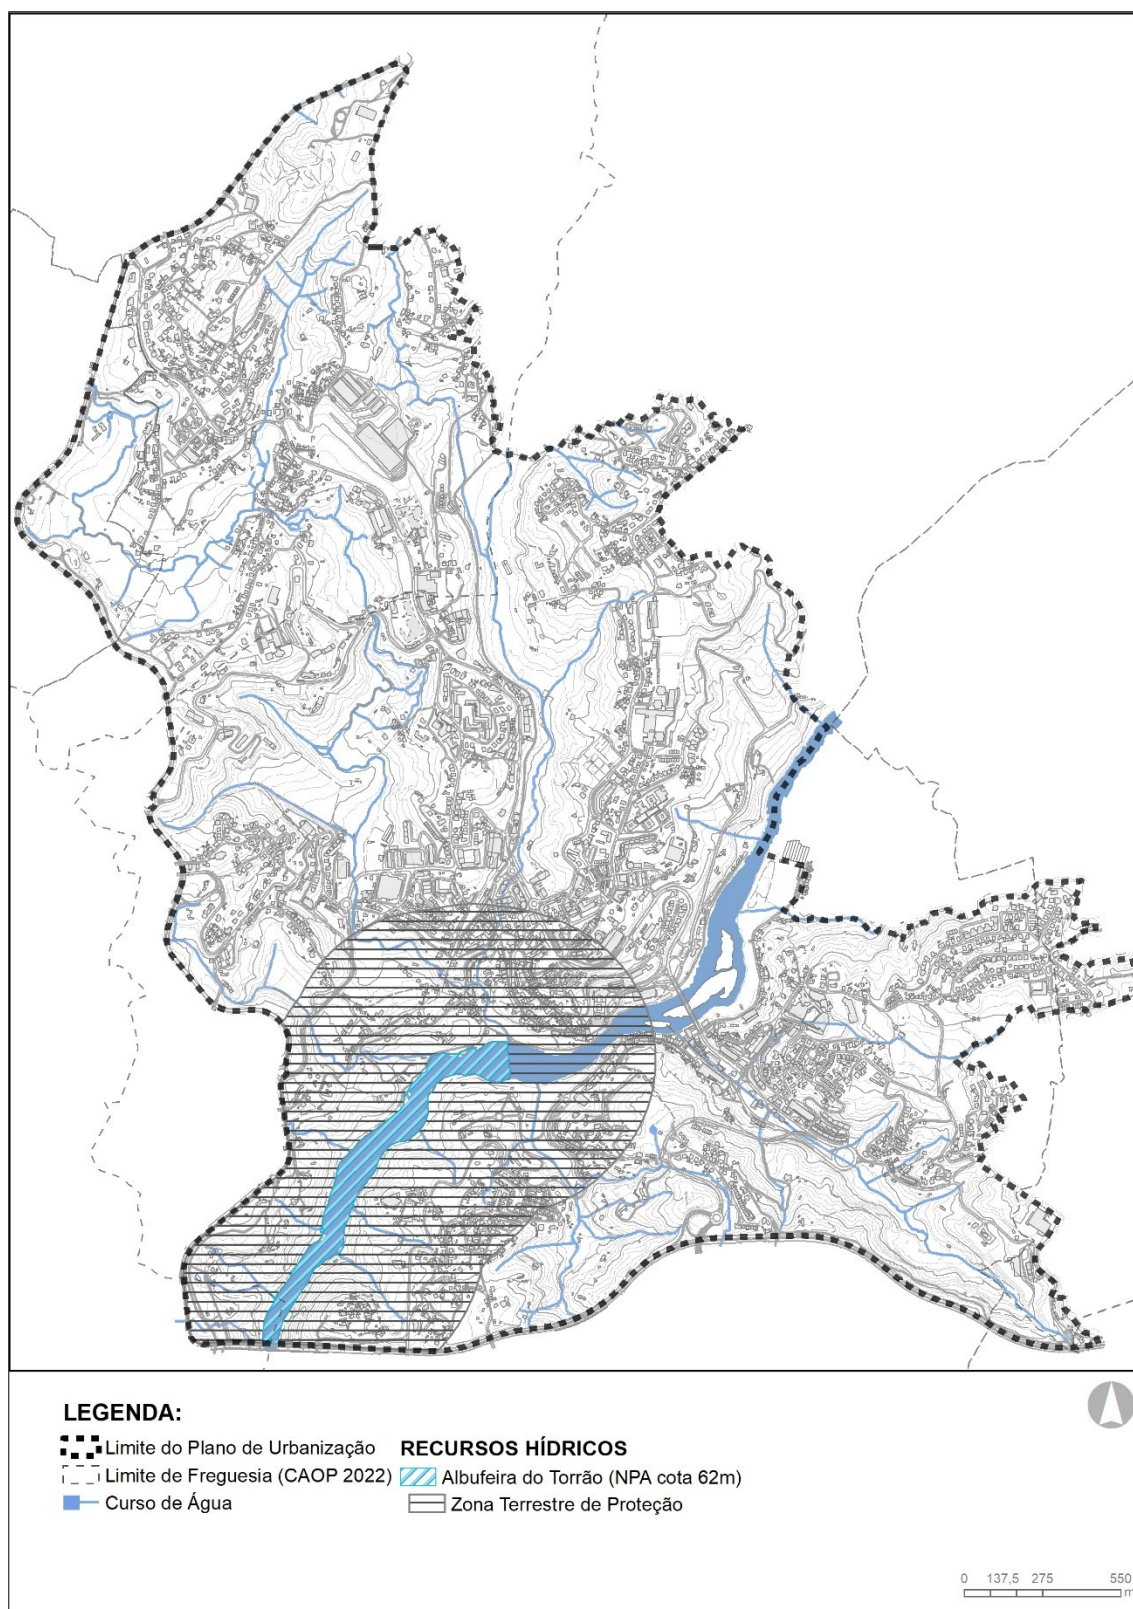 LEGENDA:
Limite do Plano de Urbanização
Limite de Freguesia (CAOP 2022)
Curso de Água
RECURSOS HÍDRICOS
Albufeira do Torrão (NPA cota 62m)
Zona Terrestre de Proteção
0 137,5 275 550
m